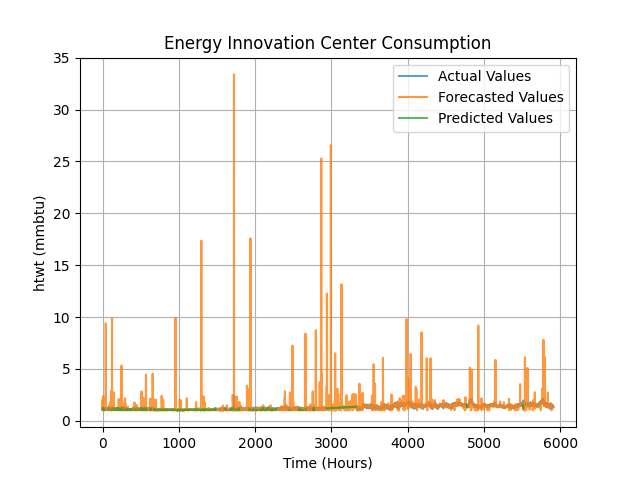 Energy Innovation Center Consumption
Actual Values
Forecasted Values
Predicted Values
htwt (mmbtu)
35
30
25
20
15
10
5
0
0 1000 2000 3000 4000 5000 6000
Time (Hours)